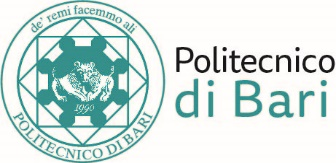 de' remi facemmo ali
1990
POLITECNICO DI BARI
Politecnico
di Bari